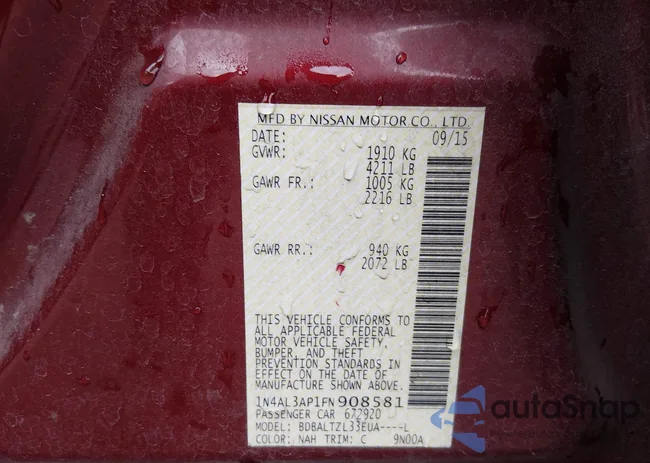 MFD BY NISSAN MOTOR CO., LTD.
DATE: 09/15
GVWR: 1910 KG
4211 LB
GAWR FR.: 1005 KG
2216 LB
GAWR RR.: 940 KG
2072 LB
THIS VEHICLE CONFORMS TO
ALL APPLICABLE FEDERAL
MOTOR VEHICLE SAFETY,
BUMPER, AND THEFT
PREVENTION STANDARDS IN
EFFECT ON THE DATE OF
MANUFACTURE SHOWN ABOVE.
1N4AL3AP1FN908581
PASSENGER CAR 672920
MODEL: BDBALTZL33EUA----L
COLOR: NAH TRIM: C 9N00A
autoSnap